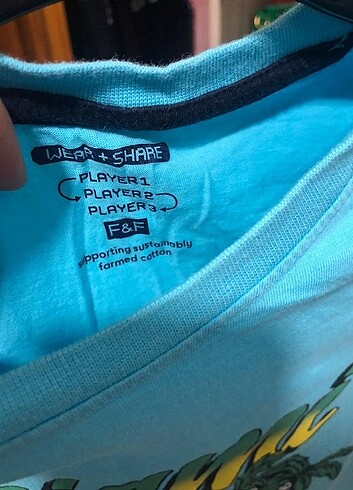 WEAR + SHARE
PLAYER 1
PLAYER 2
PLAYER 3
F&F
supporting sustainably
farmed cotton